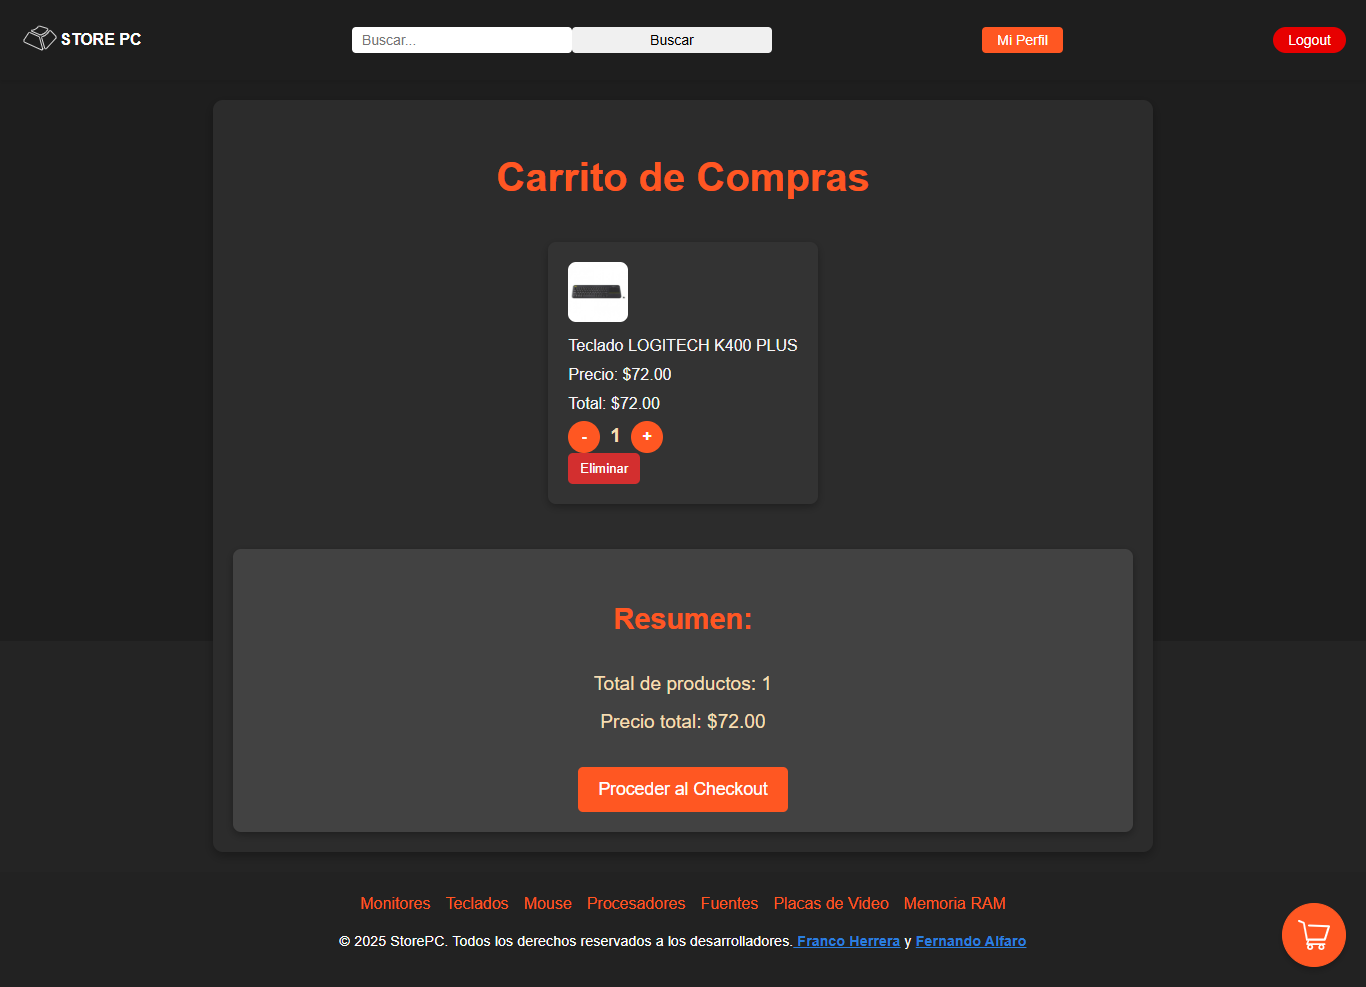 STORE PC
Buscar...
Buscar
Mi Perfil
Logout
Carrito de Compras
Teclado LOGITECH K400 PLUS
Precio: $72.00
Total: $72.00
- 1 +
Eliminar
Resumen:
Total de productos: 1
Precio total: $72.00
Proceder al Checkout
Monitores Teclados Mouse Procesadores Fuentes Placas de Video Memoria RAM
© 2025 StorePC. Todos los derechos reservados a los desarrolladores. Franco Herrera y Fernando Alfaro